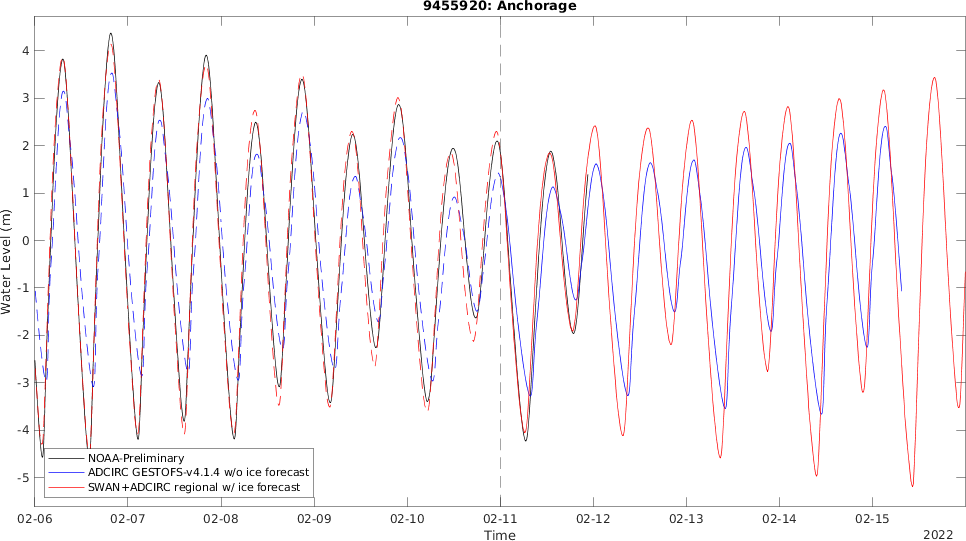 9455920: Anchorage
Water Level (m)
4
3
2
1
0
-1
-2
-3
-4
-5
NOAA-Preliminary
ADCIRC GESTOFS-v4.1.4 w/o ice forecast
SWAN+ADCIRC regional w/ ice forecast
02-06 02-07 02-08 02-09 02-10 02-11 02-12 02-13 02-14 02-15
Time
2022